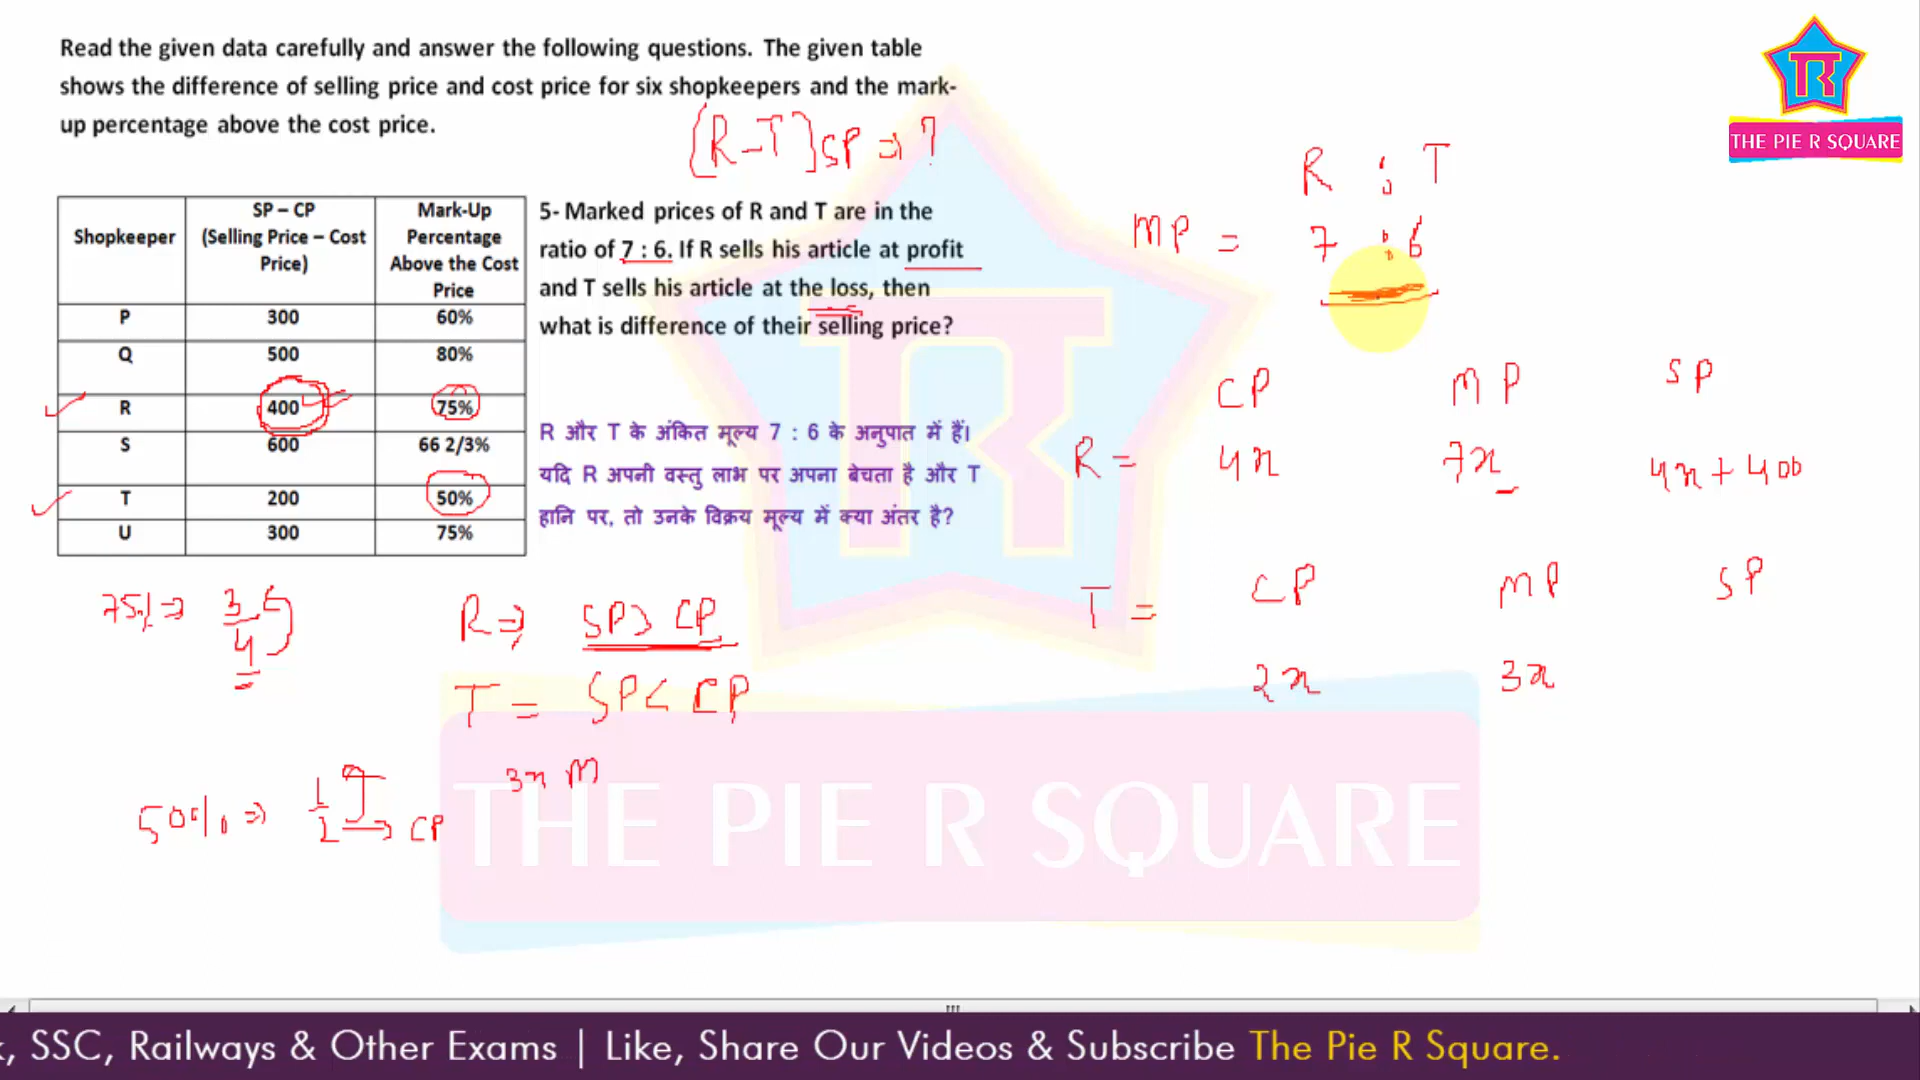 Read the given data carefully and answer the following questions. The given table
shows the difference of selling price and cost price for six shopkeepers and the mark-
up percentage above the cost price.
(R-T)SP => ?
THE PIE R SQUARE
Shopkeeper | SP – CP (Selling Price – Cost Price) | Mark-Up Percentage Above the Cost Price
P | 300 | 60%
Q | 500 | 80%
R | 400 | 75%
S | 600 | 66 2/3%
T | 200 | 50%
U | 300 | 75%
5- Marked prices of R and T are in the
ratio of 7 : 6. If R sells his article at profit
and T sells his article at the loss, then
what is difference of their selling price?
R और T के अंकित मूल्य 7 : 6 के अनुपात में हैं।
यदि R अपनी वस्तु लाभ पर अपना बेचता है और T
हानि पर, तो उनके विक्रय मूल्य में क्या अंतर है?
R : T
MP = 7 : 6
CP MP SP
R = 4x 7x 4x + 400
CP MP SP
T =
2x 3x
75% => 3/4
R => SP > CP
T = SP < CP
3x M
50% => 1/2 → CP
THE PIE R SQUARE
, SSC, Railways & Other Exams | Like, Share Our Videos & Subscribe The Pie R Square.